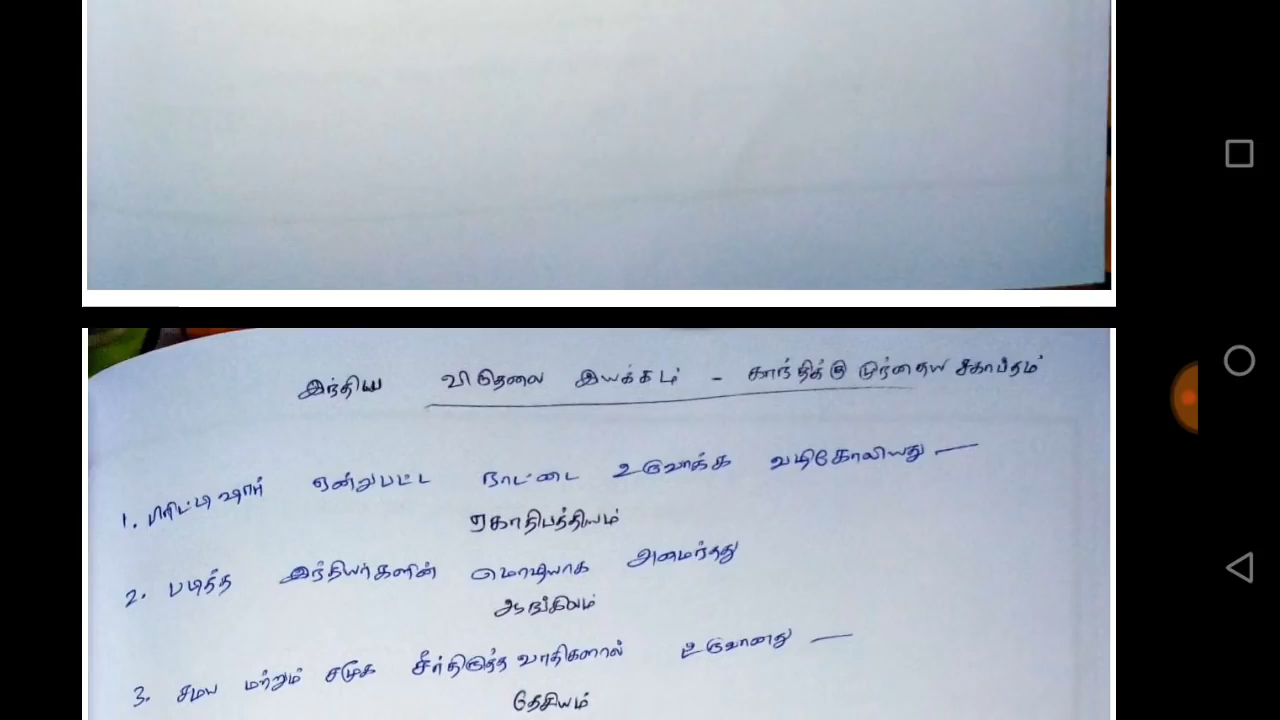 இந்திய விடுதலை இயக்கம் - காந்திக்கு முந்தைய சகாப்தம்
1. பிரிட்டிஷார் ஒன்றுபட்ட நாட்டை உருவாக்க வழிகோலியது —
ஏகாதிபத்தியம்
2. படித்த இந்தியர்களின் மொழியாக அமைந்தது
ஆங்கிலம்
3. சமய மற்றும் சமூக சீர்திருத்த வாதிகளால் உருவானது —
தேசியம்